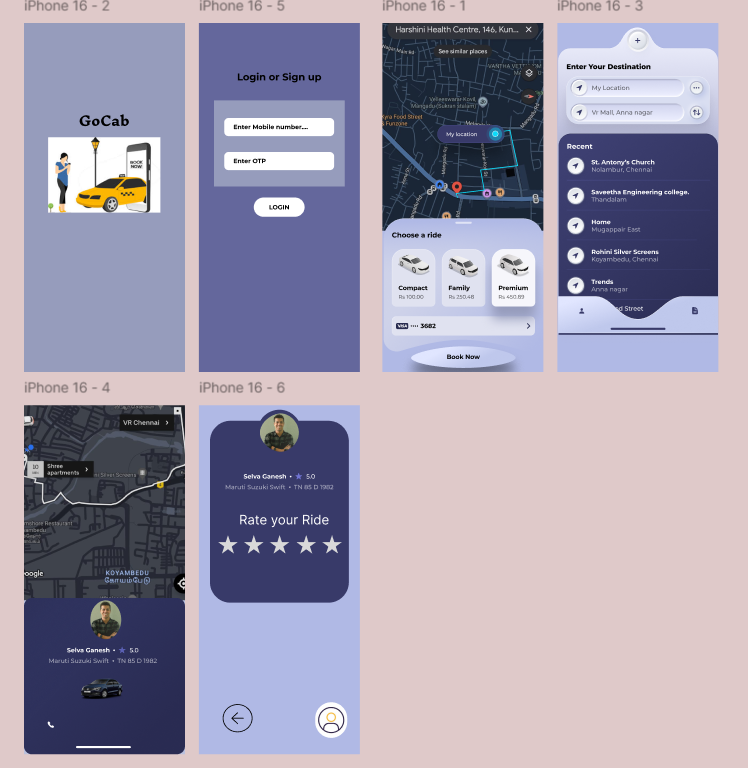 iPhone 16 - 2
GoCab
BOOK
NOW
iPhone 16 - 5
Login or Sign up
Enter Mobile number....
Enter OTP
LOGIN
iPhone 16 - 1
Harshini Health Centre, 146, Kun... ✕
See similar places
My location
Choose a ride
Compact
Rs 100.00
Family
Rs 250.48
Premium
Rs 450.89
VISA •••• 3682
Book Now
iPhone 16 - 3
+
Enter Your Destination
My Location
Vr Mall, Anna nagar
Recent
St. Antony's Church
Nolambur, Chennai
Saveetha Engineering college.
Thandalam
Home
Mugappair East
Rohini Silver Screens
Koyambedu, Chennai
Trends
Anna nagar
d Street
iPhone 16 - 4
VR Chennai >
10
min
Shree
apartments >
Silver Screens
Restaurant
KOYAMBEDU
கோயம்பேடு
oogle
Selva Ganesh • ★ 5.0
Maruti Suzuki Swift • TN 85 D 1982
iPhone 16 - 6
Selva Ganesh • ★ 5.0
Maruti Suzuki Swift • TN 85 D 1982
Rate your Ride